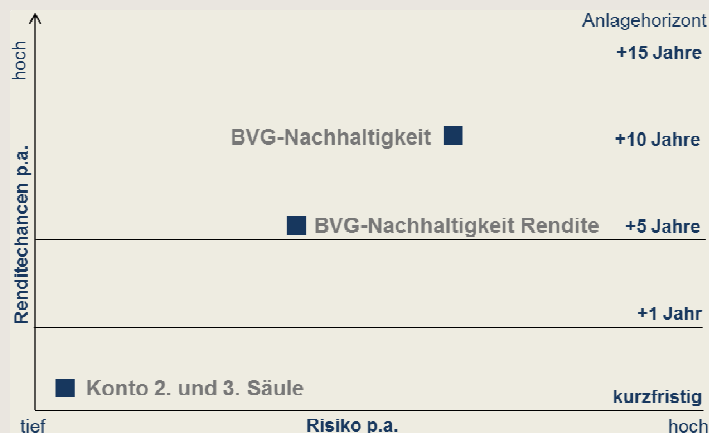 Anlagehorizont
hoch
+15 Jahre
BVG-Nachhaltigkeit
+10 Jahre
Renditechancen p.a.
BVG-Nachhaltigkeit Rendite
+5 Jahre
+1 Jahr
Konto 2. und 3. Säule
kurzfristig
tief
Risiko p.a.
hoch